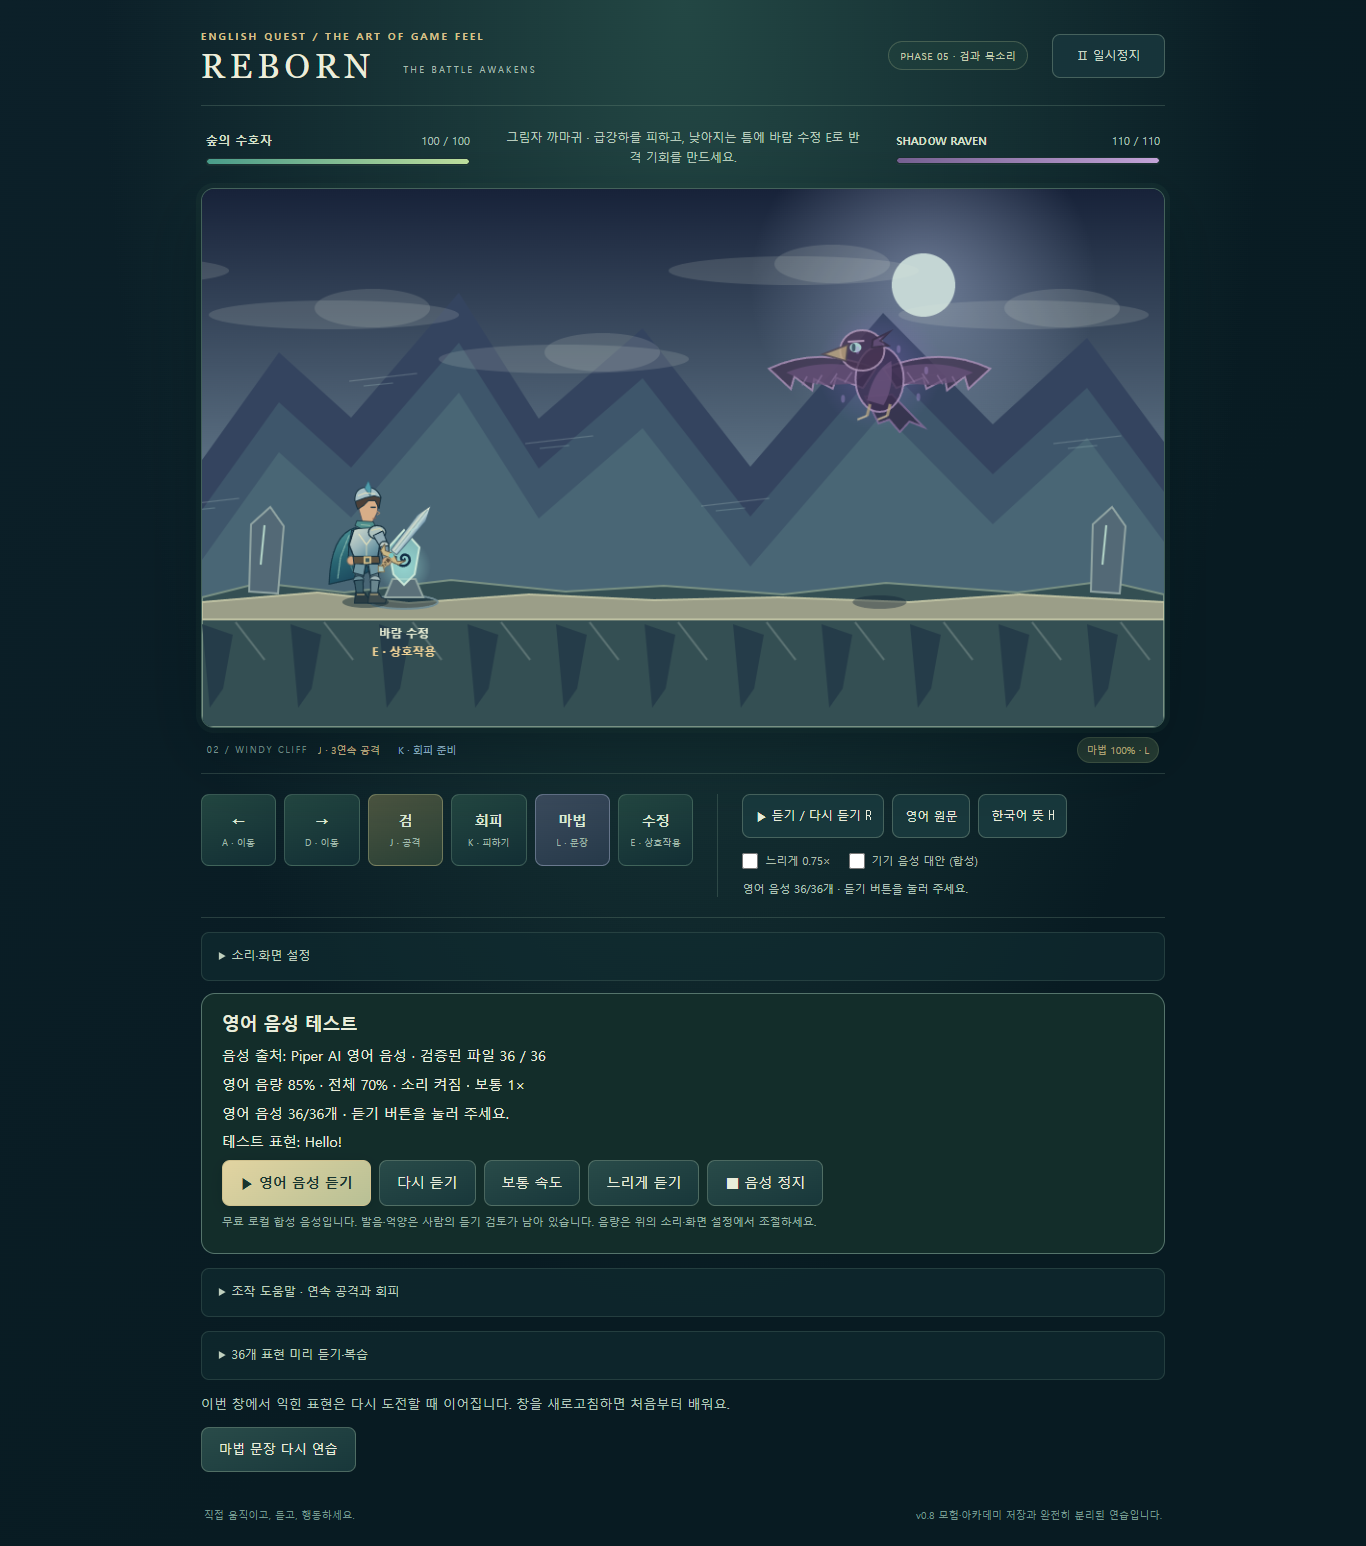 ENGLISH QUEST / THE ART OF GAME FEEL
REBORN
THE BATTLE AWAKENS
PHASE 05 · 검과 목소리
Ⅱ 일시정지
숲의 수호자
100 / 100
그림자 까마귀 · 급강하를 피하고, 낮아지는 틈에 바람 수정 E로 반
격 기회를 만드세요.
SHADOW RAVEN
110 / 110
바람 수정
E · 상호작용
02 / WINDY CLIFF
J · 3연속 공격
K · 회피 준비
마법 100% · L
←
A · 이동
→
D · 이동
검
J · 공격
회피
K · 피하기
마법
L · 문장
수정
E · 상호작용
▶ 듣기 / 다시 듣기 R
영어 원문
한국어 뜻 H
느리게 0.75×
기기 음성 대안 (합성)
영어 음성 36/36개 · 듣기 버튼을 눌러 주세요.
▶ 소리·화면 설정
영어 음성 테스트
음성 출처: Piper AI 영어 음성 · 검증된 파일 36 / 36
영어 음량 85% · 전체 70% · 소리 켜짐 · 보통 1×
영어 음성 36/36개 · 듣기 버튼을 눌러 주세요.
테스트 표현: Hello!
▶ 영어 음성 듣기
다시 듣기
보통 속도
느리게 듣기
■ 음성 정지
무료 로컬 합성 음성입니다. 발음·억양은 사람의 듣기 검토가 남아 있습니다. 음량은 위의 소리·화면 설정에서 조절하세요.
▶ 조작 도움말 · 연속 공격과 회피
▶ 36개 표현 미리 듣기·복습
이번 창에서 익힌 표현은 다시 도전할 때 이어집니다. 창을 새로고침하면 처음부터 배워요.
마법 문장 다시 연습
직접 움직이고, 듣고, 행동하세요.
v0.8 모험·아카데미 저장과 완전히 분리된 연습입니다.